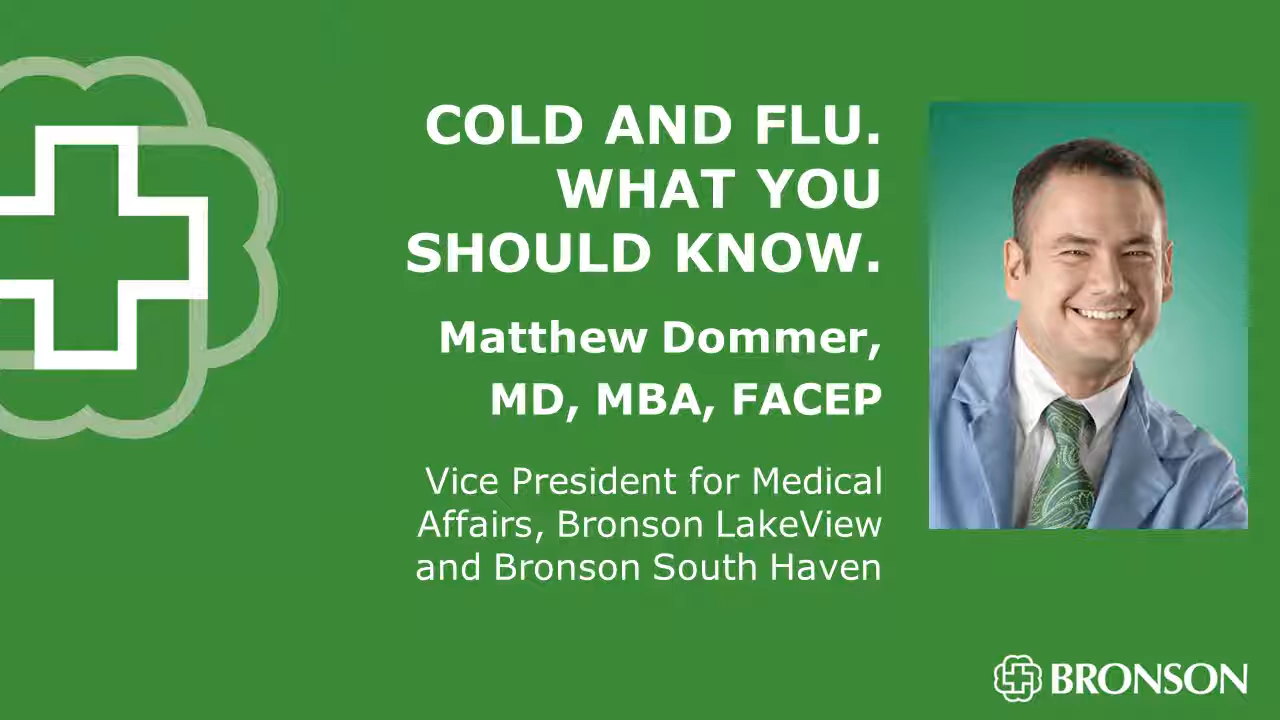 COLD AND FLU.
WHAT YOU
SHOULD KNOW.
Matthew Dommer,
MD, MBA, FACEP
Vice President for Medical
Affairs, Bronson LakeView
and Bronson South Haven
BRONSON